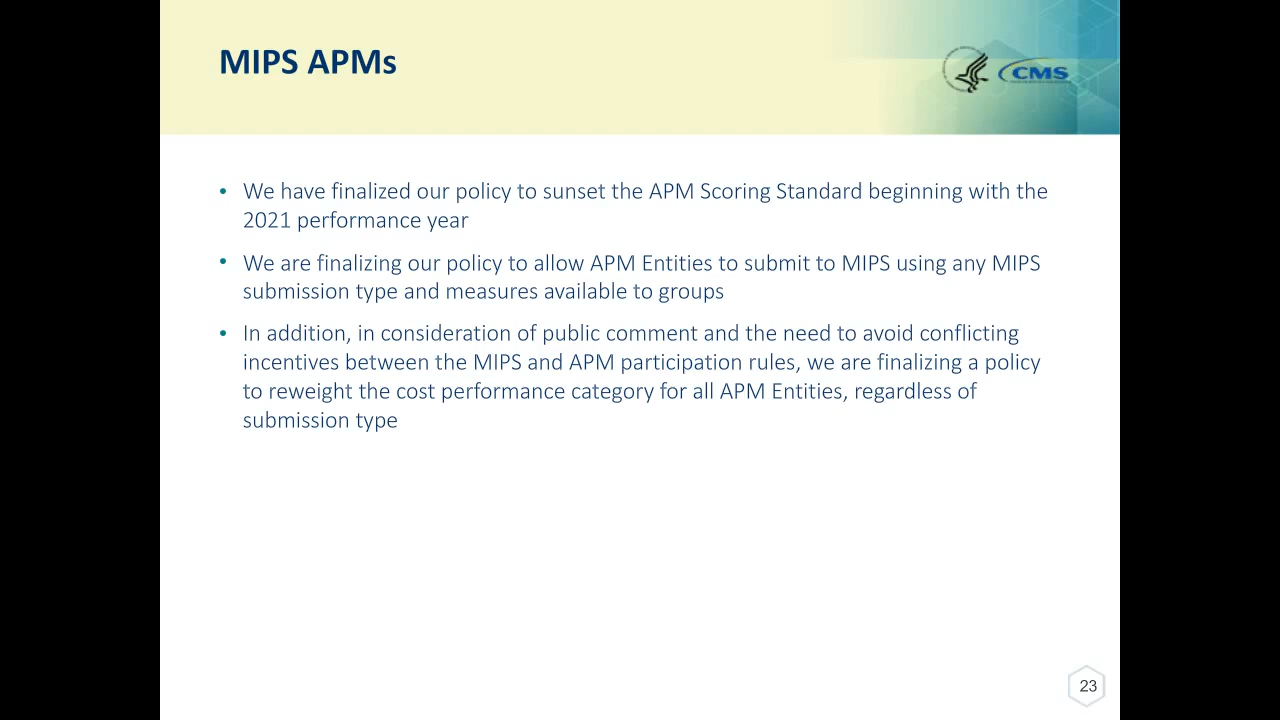 MIPS APMs
CMS
• We have finalized our policy to sunset the APM Scoring Standard beginning with the
2021 performance year
• We are finalizing our policy to allow APM Entities to submit to MIPS using any MIPS
submission type and measures available to groups
• In addition, in consideration of public comment and the need to avoid conflicting
incentives between the MIPS and APM participation rules, we are finalizing a policy
to reweight the cost performance category for all APM Entities, regardless of
submission type
23